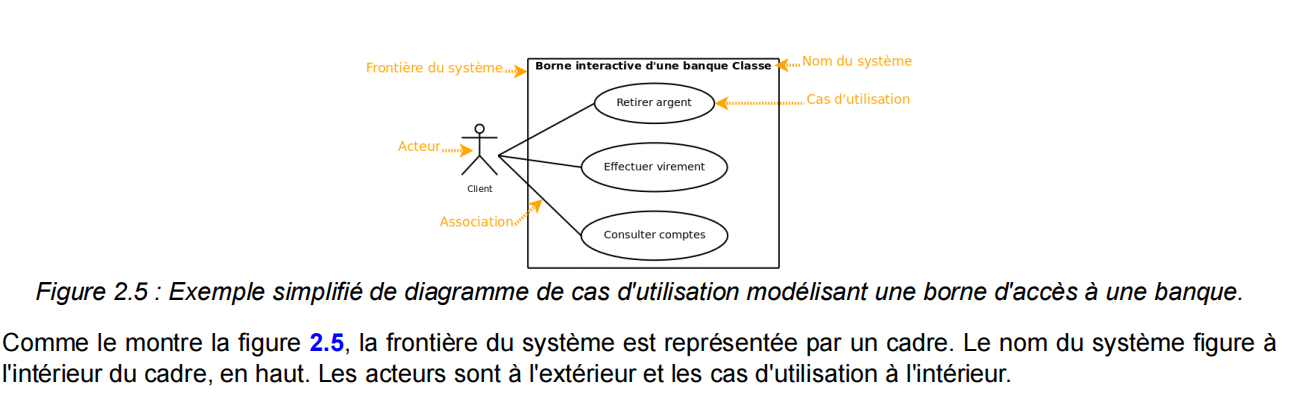 Frontière du système
Borne interactive d'une banque Classe
Nom du système
Retirer argent
Cas d'utilisation
Acteur
Effectuer virement
Client
Association
Consulter comptes
Figure 2.5 : Exemple simplifié de diagramme de cas d'utilisation modélisant une borne d'accès à une banque.
Comme le montre la figure 2.5, la frontière du système est représentée par un cadre. Le nom du système figure à
l'intérieur du cadre, en haut. Les acteurs sont à l'extérieur et les cas d'utilisation à l'intérieur.